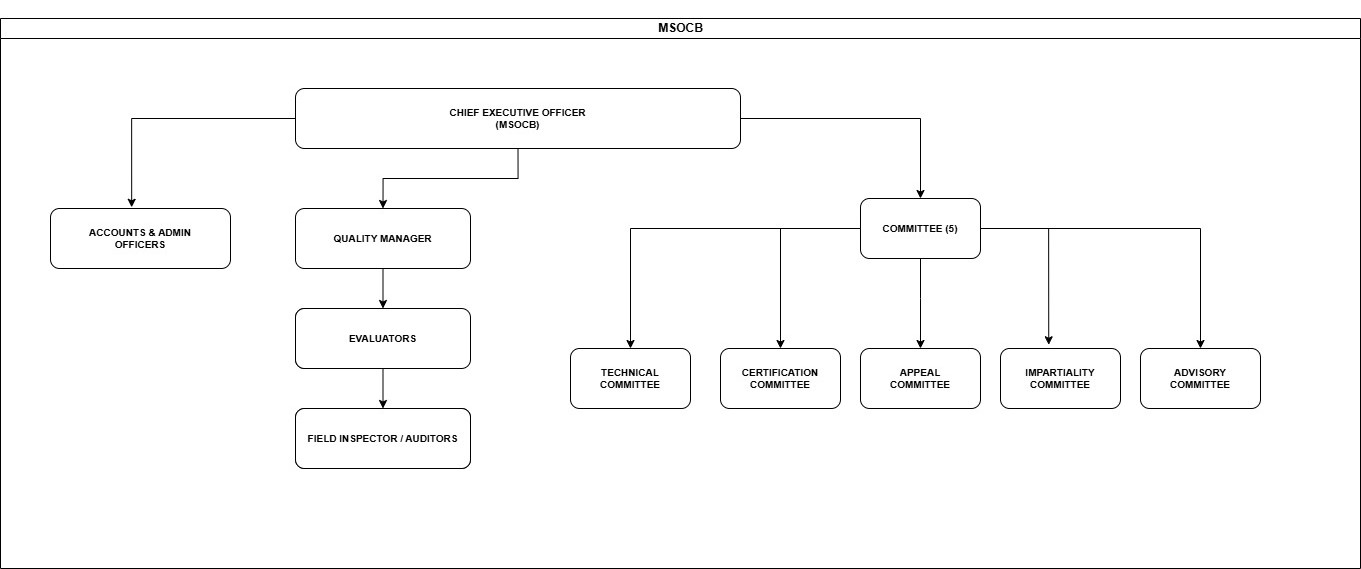 MSOCB
CHIEF EXECUTIVE OFFICER
(MSOCB)
ACCOUNTS & ADMIN
OFFICERS
QUALITY MANAGER
COMMITTEE (5)
EVALUATORS
TECHNICAL
COMMITTEE
CERTIFICATION
COMMITTEE
APPEAL
COMMITTEE
IMPARTIALITY
COMMITTEE
ADVISORY
COMMITTEE
FIELD INSPECTOR / AUDITORS